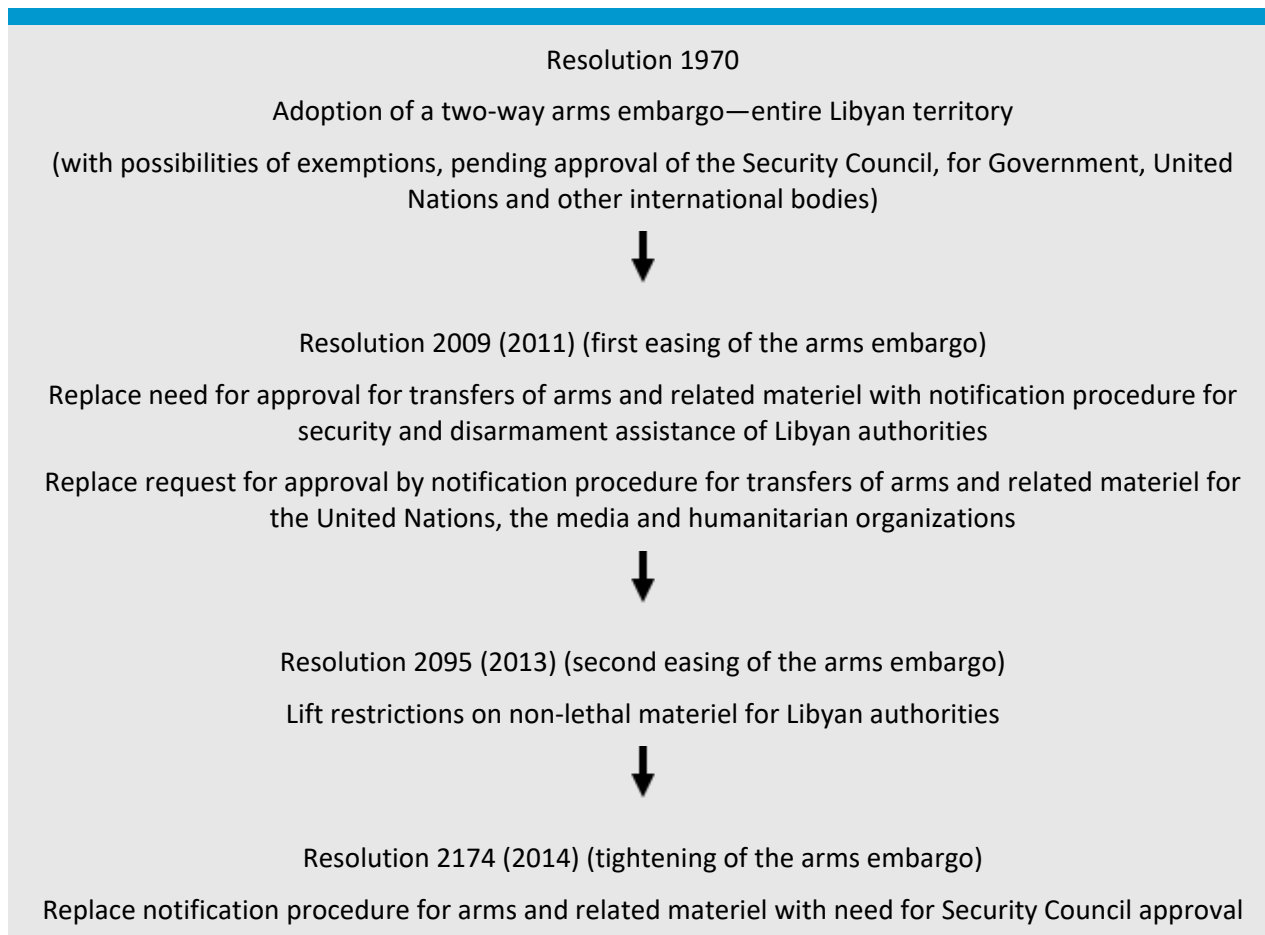 Resolution 1970
Adoption of a two-way arms embargo—entire Libyan territory
(with possibilities of exemptions, pending approval of the Security Council, for Government, United
Nations and other international bodies)
Resolution 2009 (2011) (first easing of the arms embargo)
Replace need for approval for transfers of arms and related materiel with notification procedure for
security and disarmament assistance of Libyan authorities
Replace request for approval by notification procedure for transfers of arms and related materiel for
the United Nations, the media and humanitarian organizations
Resolution 2095 (2013) (second easing of the arms embargo)
Lift restrictions on non-lethal materiel for Libyan authorities
Resolution 2174 (2014) (tightening of the arms embargo)
Replace notification procedure for arms and related materiel with need for Security Council approval